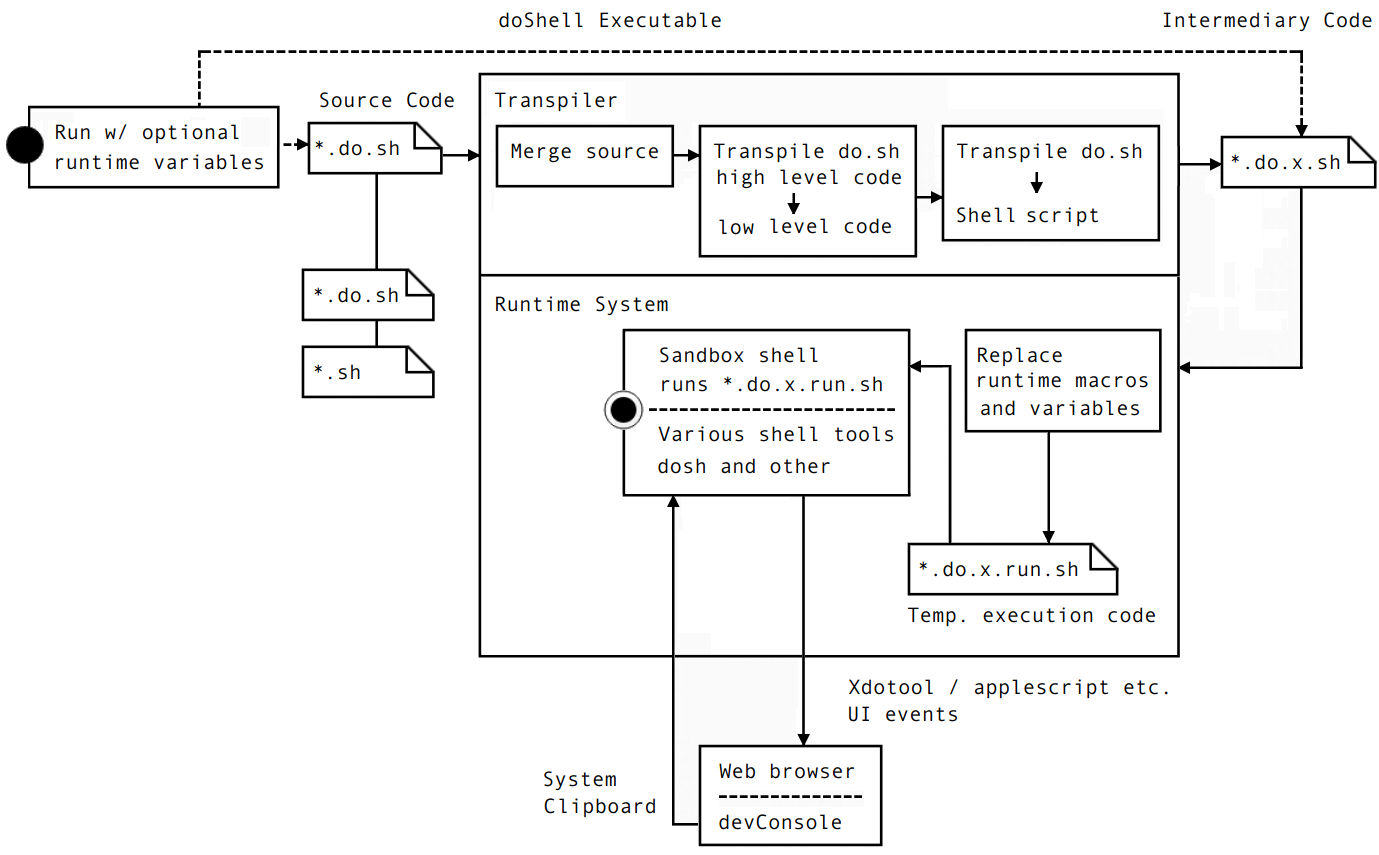 doShell Executable
Intermediary Code
Source Code
Transpiler
Run w/ optional
runtime variables
*.do.sh
Merge source
Transpile do.sh
high level code
low level code
Transpile do.sh
Shell script
*.do.x.sh
*.do.sh
*.sh
Runtime System
Sandbox shell
runs *.do.x.run.sh
Various shell tools
dosh and other
Replace
runtime macros
and variables
*.do.x.run.sh
Temp. execution code
Xdotool / applescript etc.
UI events
System
Clipboard
Web browser
devConsole